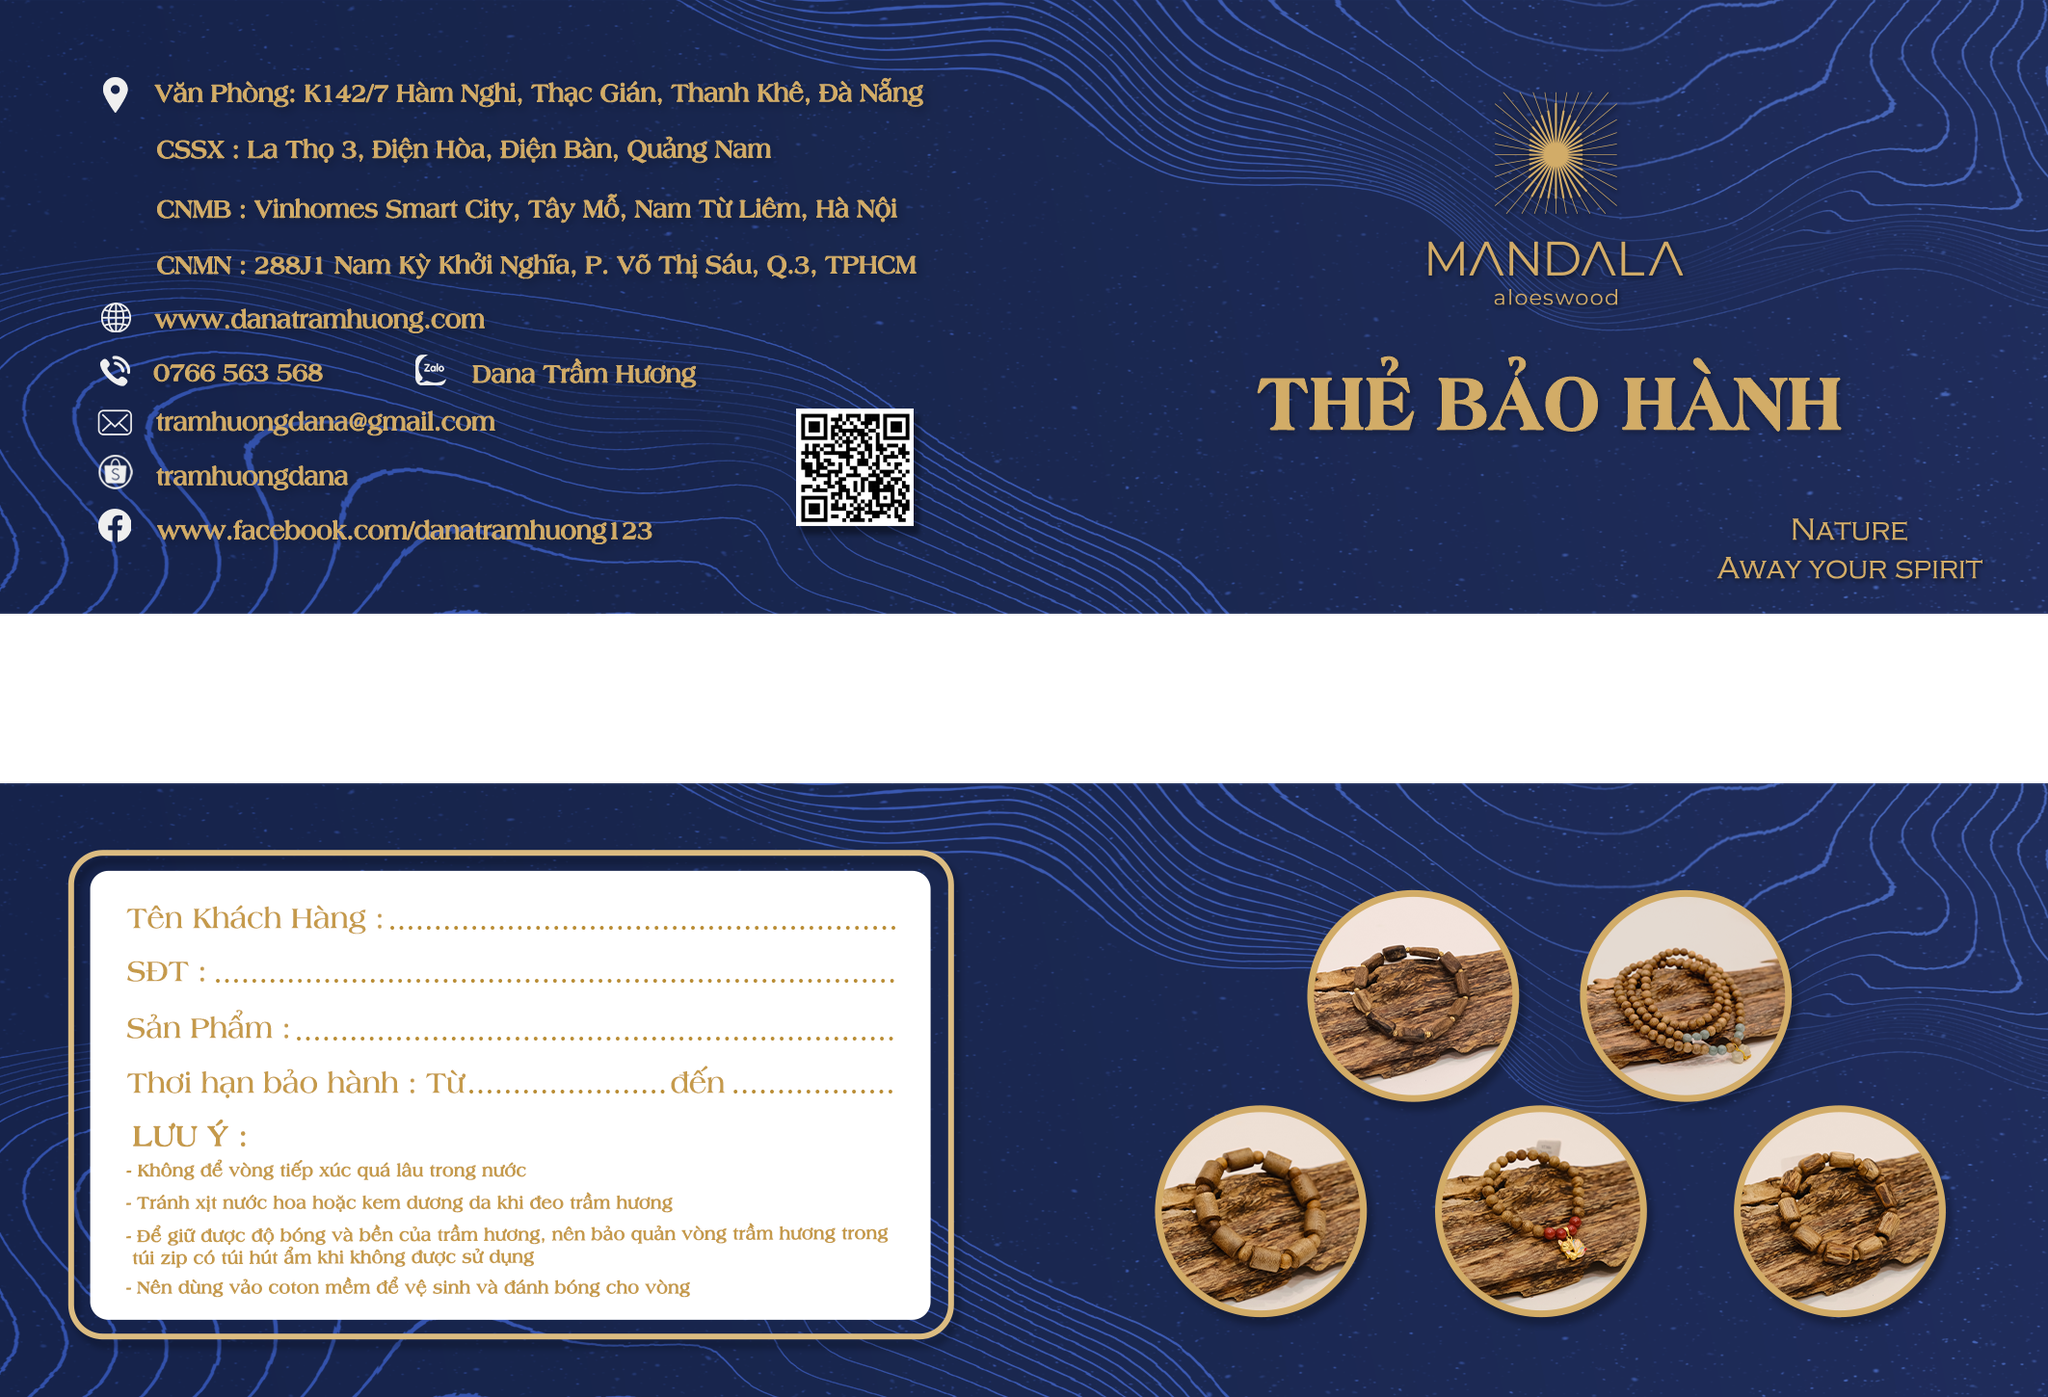 Văn Phòng: K142/7 Hàm Nghi, Thạc Gián, Thanh Khê, Đà Nẵng
CSSX : La Thọ 3, Điện Hòa, Điện Bàn, Quảng Nam
CNMB : Vinhomes Smart City, Tây Mỗ, Nam Từ Liêm, Hà Nội
CNMN : 288J1 Nam Kỳ Khởi Nghĩa, P. Võ Thị Sáu, Q.3, TPHCM
www.danatramhuong.com
0766 563 568
Zalo
Dana Trầm Hương
tramhuongdana@gmail.com
S
tramhuongdana
www.facebook.com/danatramhuong123
MANDALA
aloeswood
THẺ BẢO HÀNH
NATURE
AWAY YOUR SPIRIT
Tên Khách Hàng :
SĐT :
Sản Phẩm :
Thơi hạn bảo hành : Từ.....................đến .................
LƯU Ý :
- Không để vòng tiếp xúc quá lâu trong nước
- Tránh xịt nước hoa hoặc kem dương da khi đeo trầm hương
- Để giữ được độ bóng và bền của trầm hương, nên bảo quản vòng trầm hương trong
túi zip có túi hút ẩm khi không được sử dụng
- Nên dùng vảo coton mềm để vệ sinh và đánh bóng cho vòng